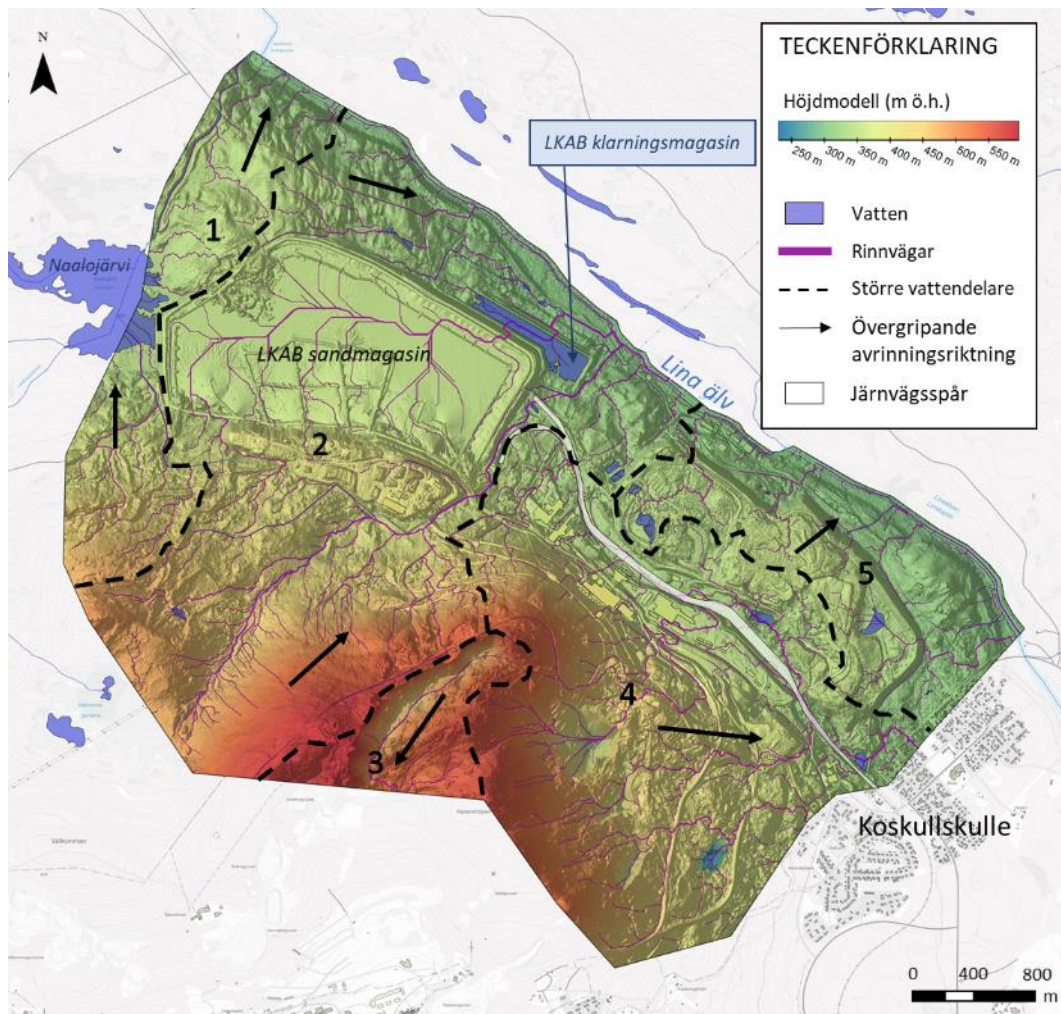 N
TECKENFÖRKLARING
Höjdmodell (m ö.h.)
250 m
300 m
350 m
400 m
450 m
500 m
550 m
Vatten
Rinnvägar
Större vattendelare
Övergripande
avrinningsriktning
Järnvägsspår
LKAB klarningsmagasin
1
Naalojärvi
LKAB sandmagasin
Lina älv
2
5
4
3
Koskullskulle
Välkommen
0 400 800
m